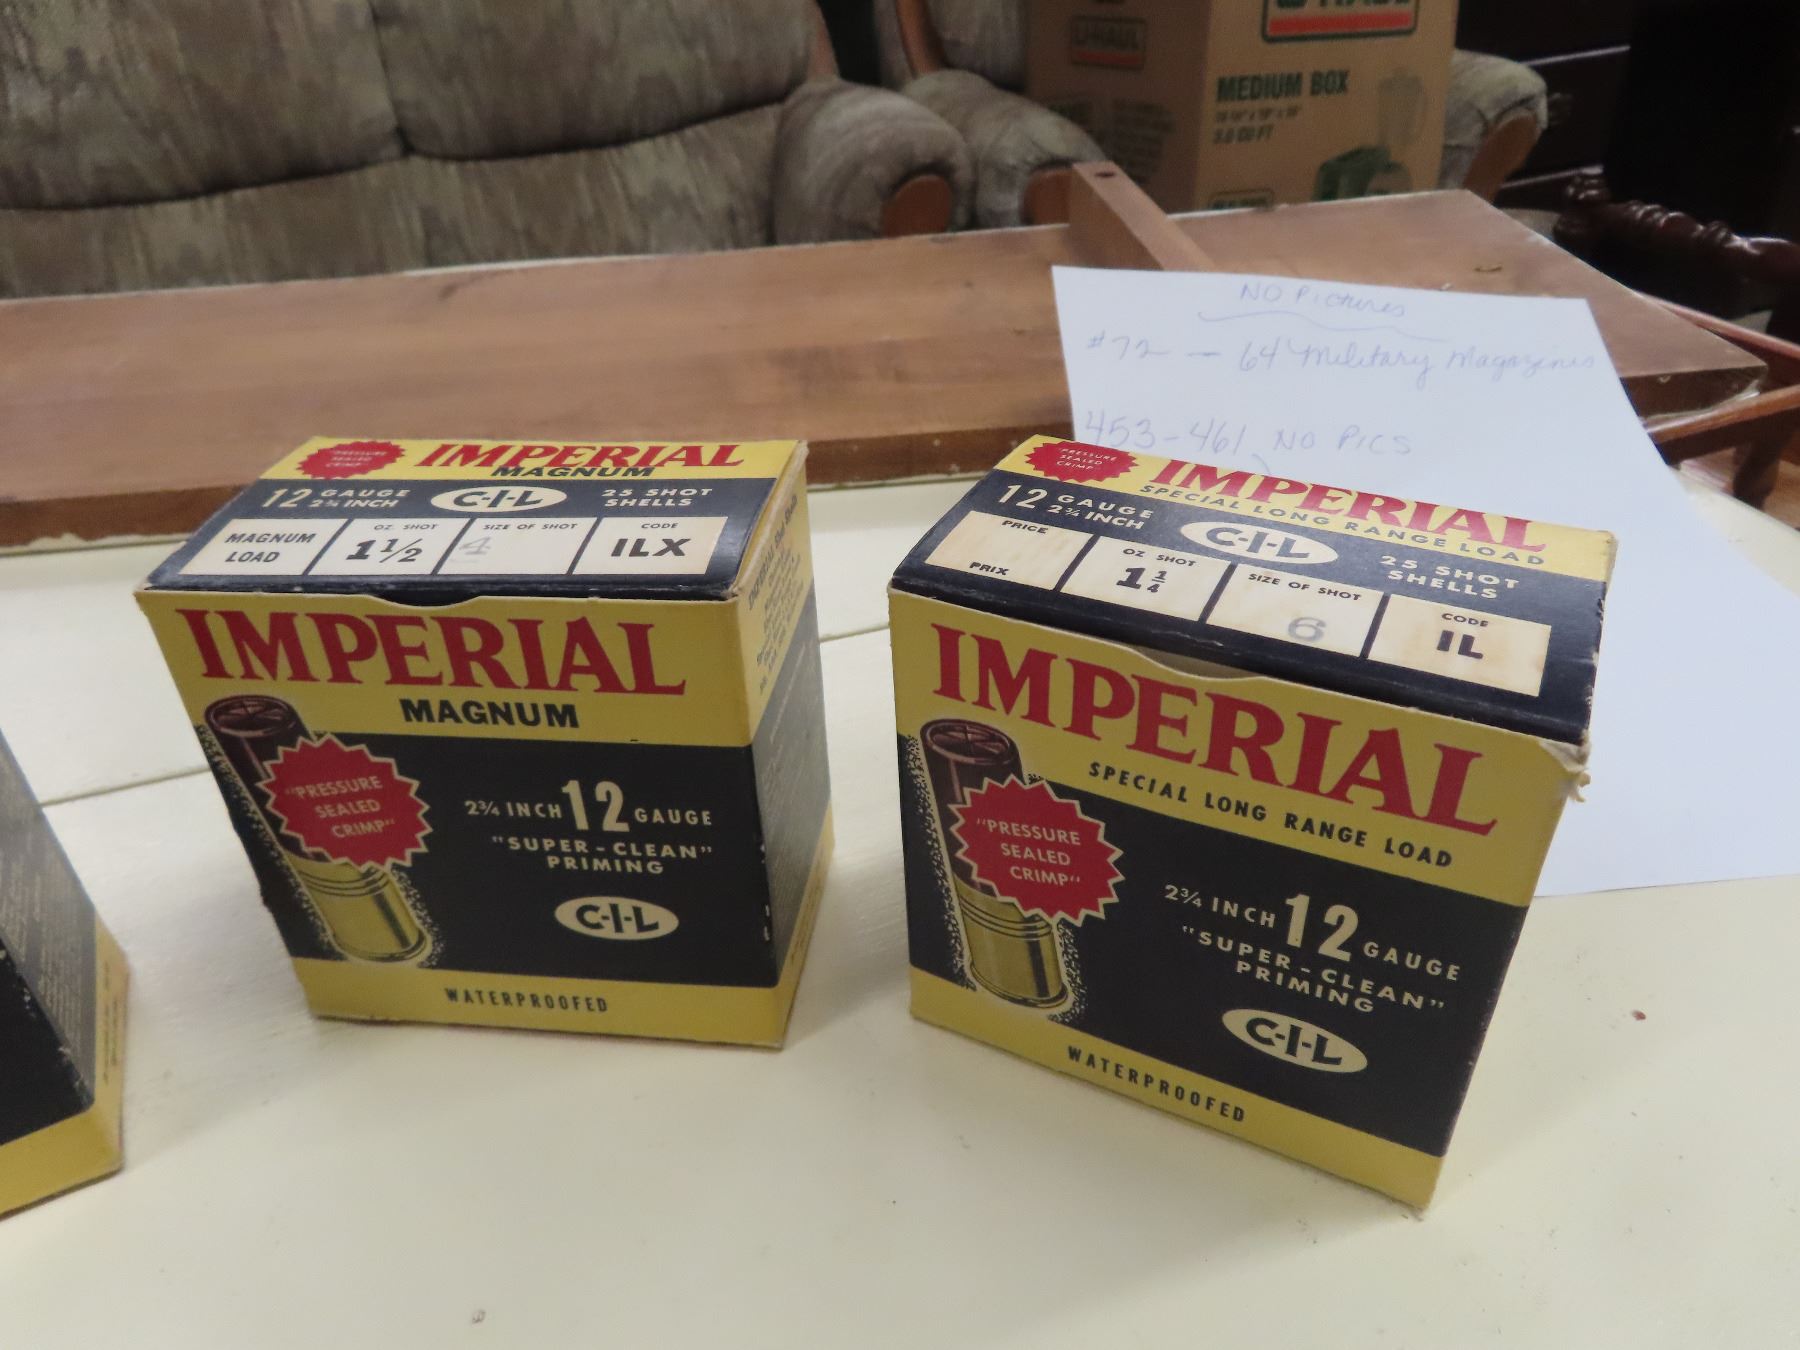 U-HAUL
MEDIUM BOX
3.0 CU FT
NO Pictures
#72 — 64 Military Magazines
453-461 NO PICS
"PRESSURE
SEALED
CRIMP"
IMPERIAL
MAGNUM
12 GAUGE
2¾ INCH
C-I-L
25 SHOT
SHELLS
MAGNUM
LOAD
OZ SHOT
1½
SIZE OF SHOT
4
CODE
ILX
IMPERIAL
MAGNUM
"PRESSURE
SEALED
CRIMP"
2¾ INCH 12 GAUGE
"SUPER-CLEAN"
PRIMING
C-I-L
WATERPROOFED
"PRESSURE
SEALED
CRIMP"
IMPERIAL
SPECIAL LONG RANGE LOAD
12 GAUGE
2¾ INCH
C-I-L
25 SHOT
SHELLS
PRICE
PRIX
OZ SHOT
1¼
SIZE OF SHOT
6
CODE
IL
IMPERIAL
SPECIAL LONG RANGE LOAD
"PRESSURE
SEALED
CRIMP"
2¾ INCH 12 GAUGE
"SUPER-CLEAN"
PRIMING
C-I-L
WATERPROOFED